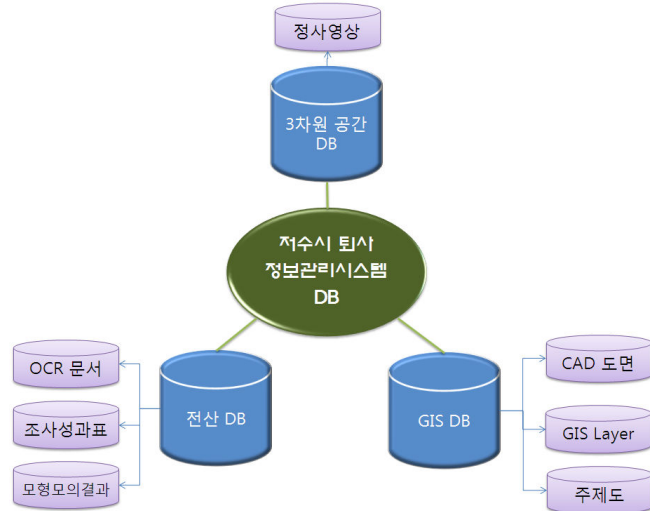 정사영상
3차원 공간
DB
저수시 퇴사
정보관리시스템
DB
OCR 문서
조사성과표
모형모의결과
전산 DB
GIS DB
CAD 도면
GIS Layer
주제도